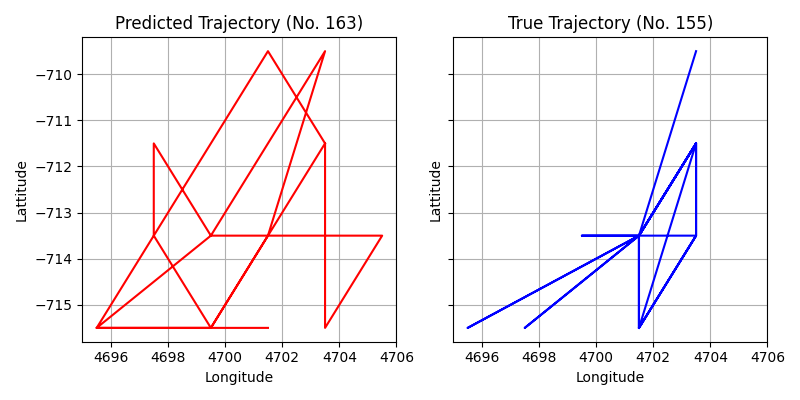 Predicted Trajectory (No. 163)
True Trajectory (No. 155)
−710
−711
−712
−713
−714
−715
Lattitude
Lattitude
4696 4698 4700 4702 4704 4706
4696 4698 4700 4702 4704 4706
Longitude
Longitude